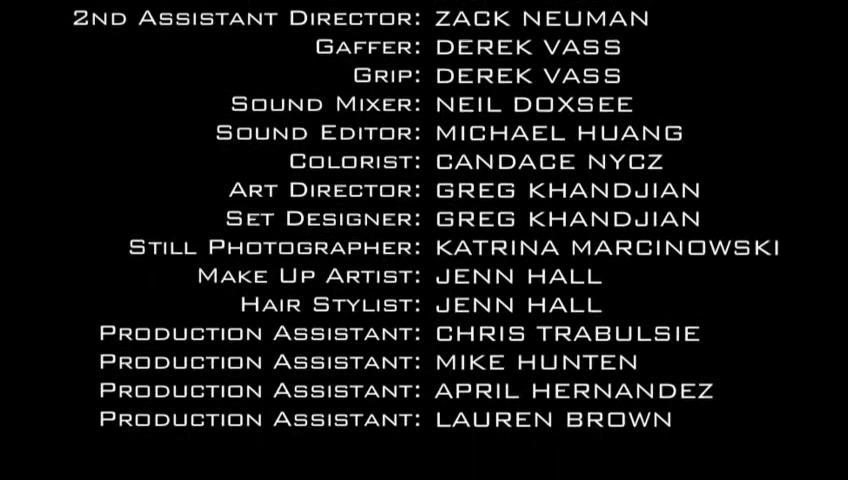 2ND ASSISTANT DIRECTOR: ZACK NEUMAN
GAFFER: DEREK VASS
GRIP: DEREK VASS
SOUND MIXER: NEIL DOXSEE
SOUND EDITOR: MICHAEL HUANG
COLORIST: CANDACE NYCZ
ART DIRECTOR: GREG KHANDJIAN
SET DESIGNER: GREG KHANDJIAN
STILL PHOTOGRAPHER: KATRINA MARCINOWSKI
MAKE UP ARTIST: JENN HALL
HAIR STYLIST: JENN HALL
PRODUCTION ASSISTANT: CHRIS TRABULSIE
PRODUCTION ASSISTANT: MIKE HUNTEN
PRODUCTION ASSISTANT: APRIL HERNANDEZ
PRODUCTION ASSISTANT: LAUREN BROWN